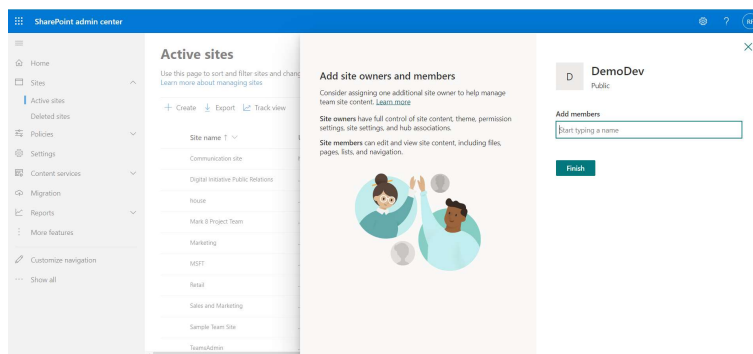 SharePoint admin center
?
RF
Home
Sites
Active sites
Deleted sites
Policies
Settings
Content services
Migration
Reports
More features
Customize navigation
Show all
Active sites
Use this page to sort and filter sites and chang
Learn more about managing sites
Create Export Track view
Site name ↑
Communication site
Digital Initiative Public Relations
house
Mark 8 Project Team
Marketing
MSFT
Retail
Sales and Marketing
Sample Team Site
TeamsAdmin
Add site owners and members
Consider assigning one additional site owner to help manage
team site content. Learn more
Site owners have full control of site content, theme, permission
settings, site settings, and hub associations.
Site members can edit and view site content, including files,
pages, lists, and navigation.
D
DemoDev
Public
Add members
Start typing a name
Finish